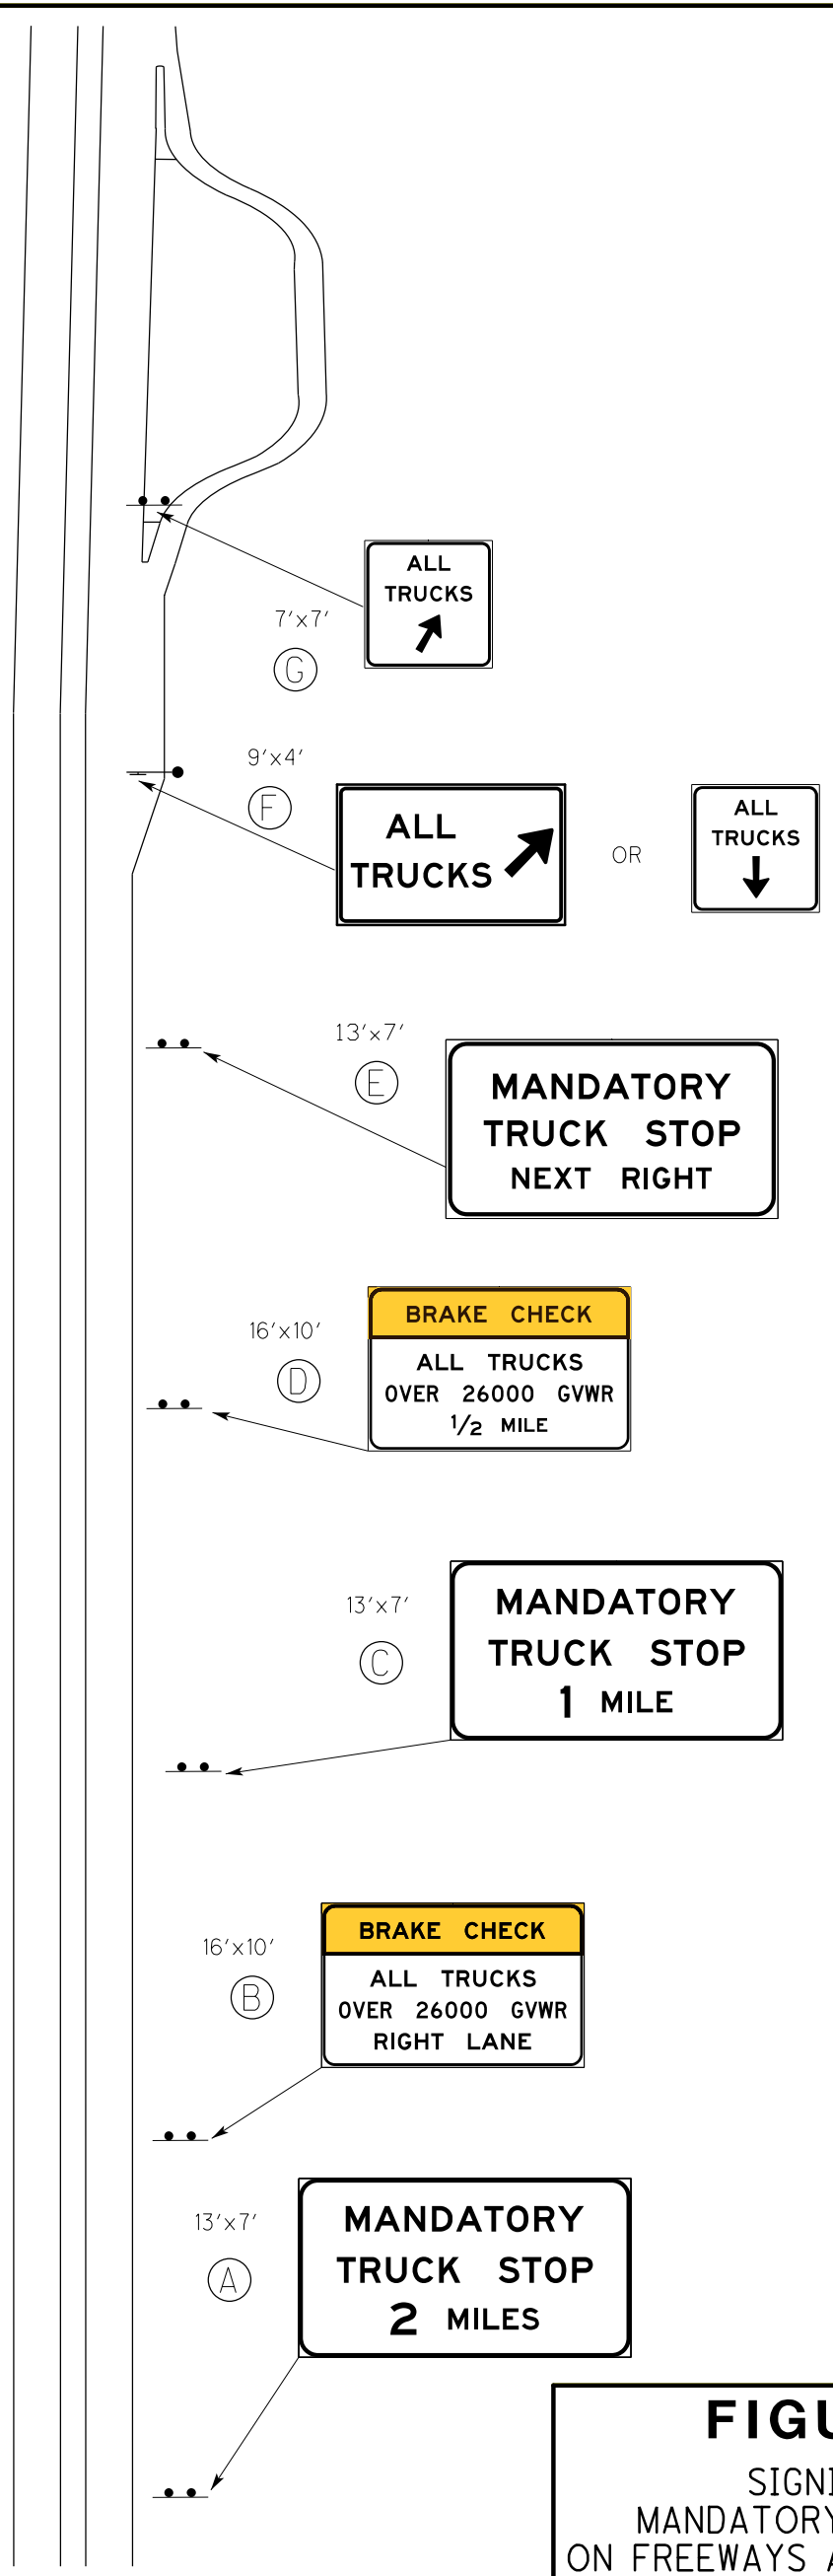 ALL
TRUCKS
7'x7'
G
9'x4'
F
ALL
TRUCKS
OR
ALL
TRUCKS
13'x7'
E
MANDATORY
TRUCK STOP
NEXT RIGHT
16'x10'
D
BRAKE CHECK
ALL TRUCKS
OVER 26000 GVWR
1/2 MILE
13'x7'
C
MANDATORY
TRUCK STOP
1 MILE
16'x10'
B
BRAKE CHECK
ALL TRUCKS
OVER 26000 GVWR
RIGHT LANE
13'x7'
A
MANDATORY
TRUCK STOP
2 MILES
FIGU
SIGNI
MANDATORY
ON FREEWAYS A